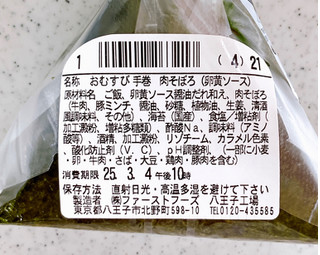 1 (4) 21
名称 おむすび 手巻 肉そぼろ(卵黄ソース)
原材料名 ご飯、卵黄ソース醤油だれ和え、肉そぼろ
(牛肉、豚ミンチ、醤油、砂糖、植物油、生姜、清酒
風調味料、その他)、海苔(国産)、食塩/増粘剤(
加工澱粉、増粘多糖類)、酢酸Na、調味料(アミノ
酸等)、酒精、加工澱粉、リゾチーム、カラメル色素
、酸化防止剤(V.C)、pH調整剤、(一部に小麦
・卵・牛肉・さば・大豆・鶏肉・豚肉を含む)
消費期限 25. 3. 4 午後10時
保存方法 直射日光・高温多湿を避けて下さい
製造者 ㈱ファーストフーズ 八王子工場
東京都八王子市北野町598-10 TEL0120-435585